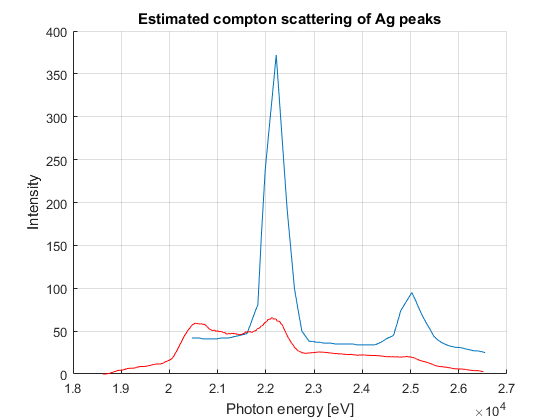 Estimated compton scattering of Ag peaks
400
350
300
250
200
150
100
50
0
Intensity
1.8 1.9 2 2.1 2.2 2.3 2.4 2.5 2.6 2.7
Photon energy [eV] × 10^4